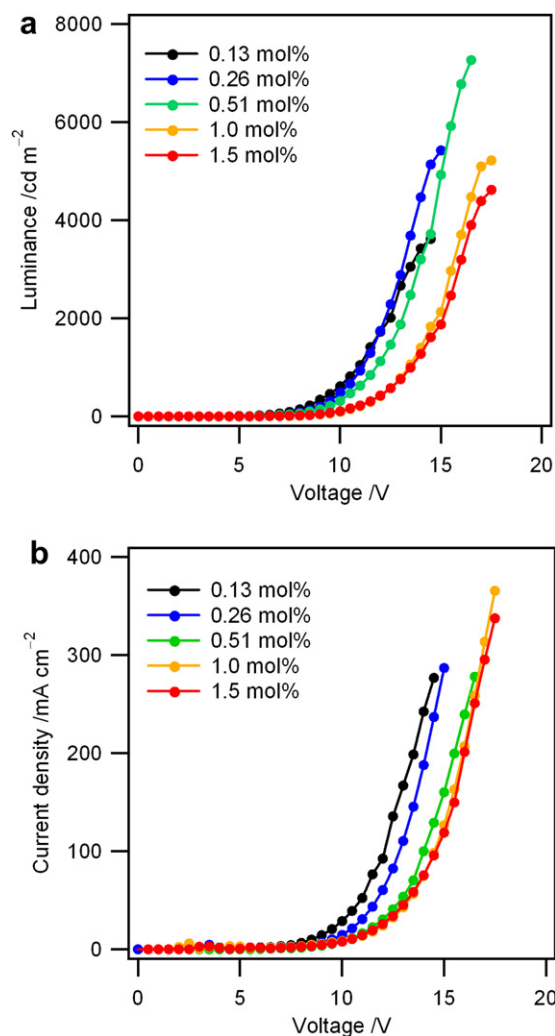 a
8000
6000
4000
2000
0
Luminance /cd m⁻²
0.13 mol%
0.26 mol%
0.51 mol%
1.0 mol%
1.5 mol%
0 5 10 15 20
Voltage /V
b
400
300
200
100
0
Current density /mA cm⁻²
0.13 mol%
0.26 mol%
0.51 mol%
1.0 mol%
1.5 mol%
0 5 10 15 20
Voltage /V